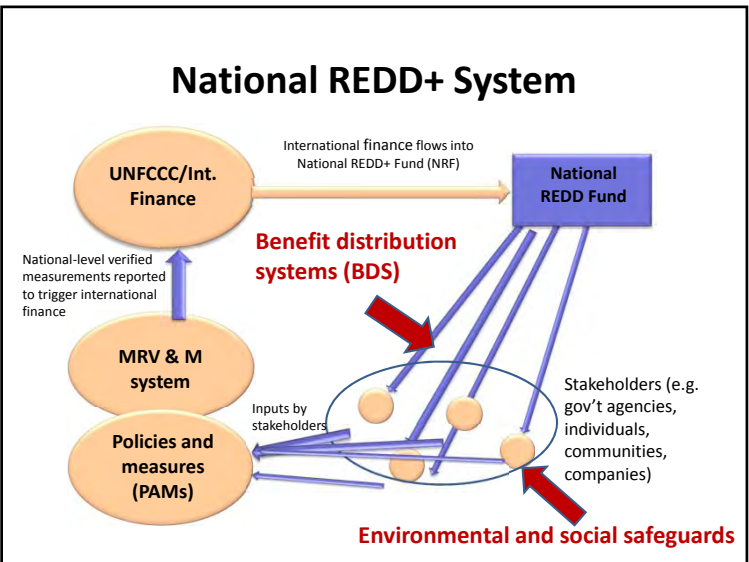 National REDD+ System
UNFCCC/Int.
Finance
International finance flows into
National REDD+ Fund (NRF)
National
REDD Fund
National-level verified
measurements reported
to trigger international
finance
Benefit distribution
systems (BDS)
MRV & M
system
Inputs by
stakeholders
Policies and
measures
(PAMs)
Stakeholders (e.g.
gov't agencies,
individuals,
communities,
companies)
Environmental and social safeguards